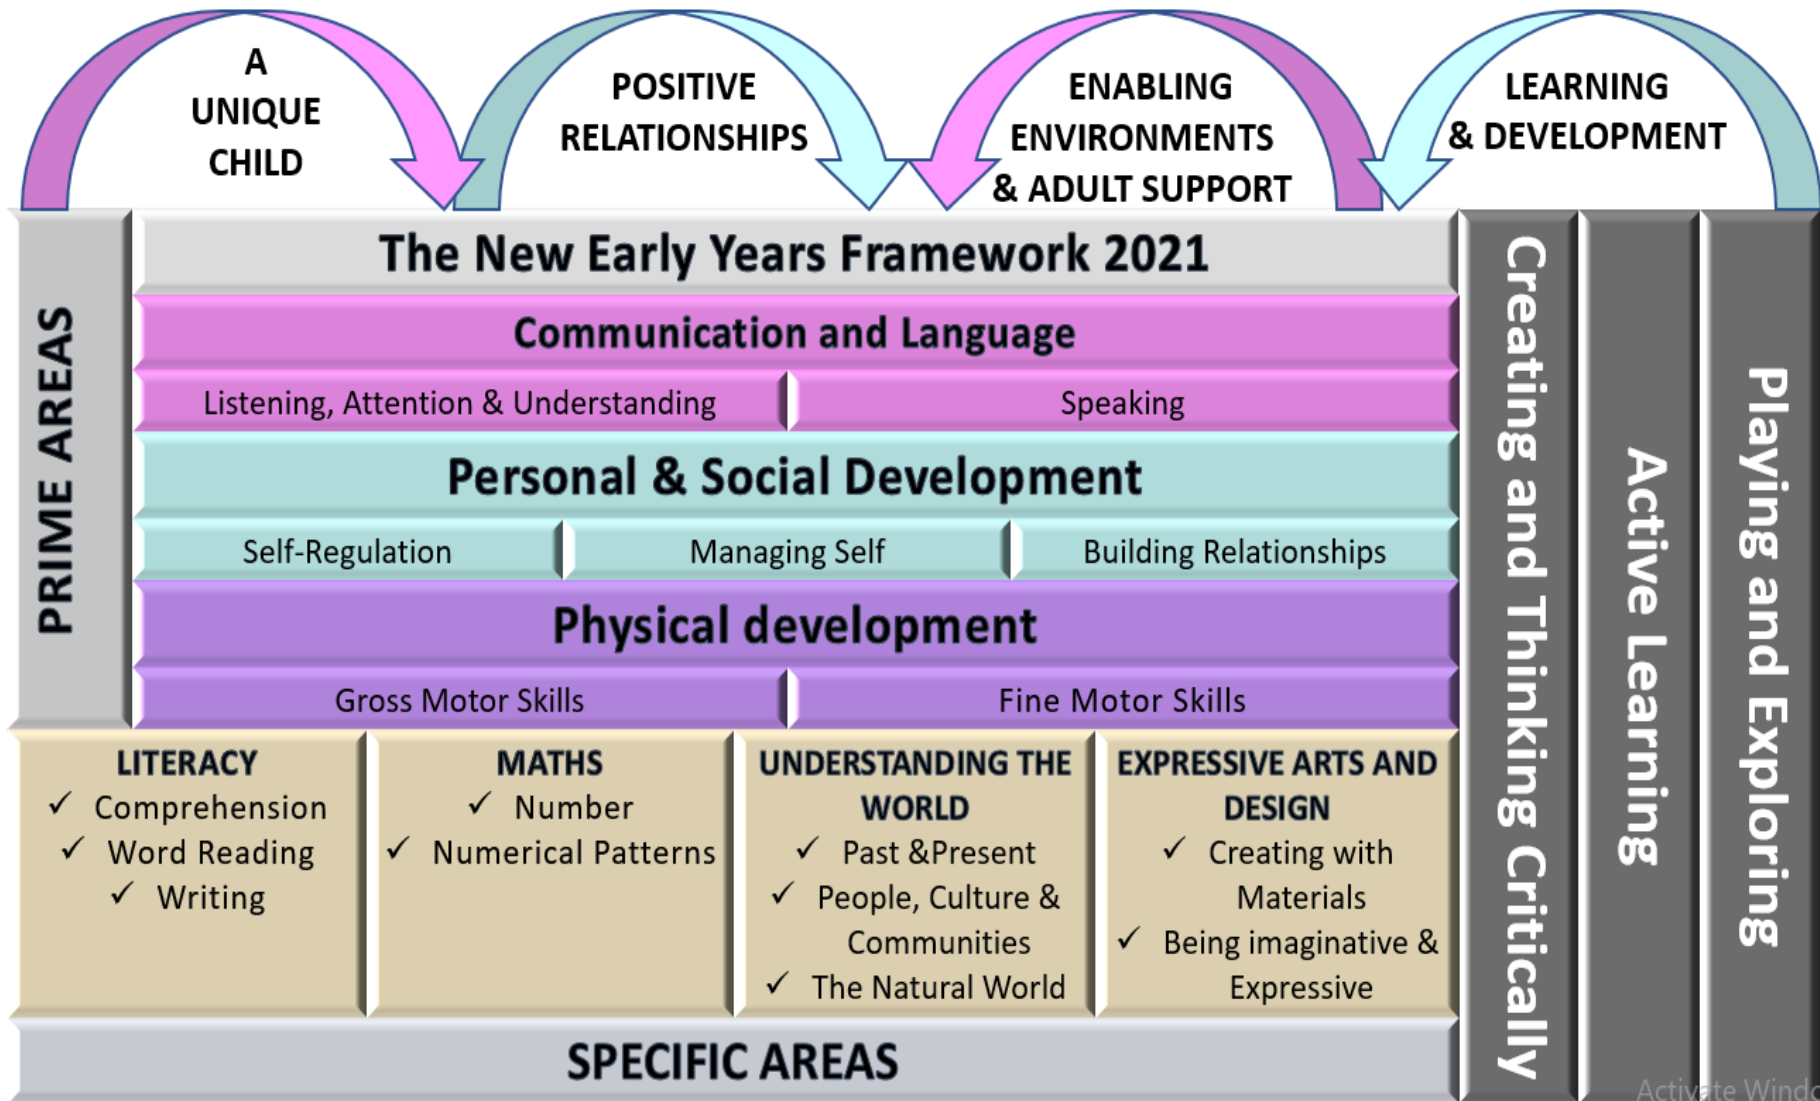 A
UNIQUE
CHILD
POSITIVE
RELATIONSHIPS
ENABLING
ENVIRONMENTS
& ADULT SUPPORT
LEARNING
& DEVELOPMENT
PRIME AREAS
The New Early Years Framework 2021
Communication and Language
Listening, Attention & Understanding
Speaking
Personal & Social Development
Self-Regulation
Managing Self
Building Relationships
Physical development
Gross Motor Skills
Fine Motor Skills
LITERACY
✓ Comprehension
✓ Word Reading
✓ Writing
MATHS
✓ Number
✓ Numerical Patterns
UNDERSTANDING THE
WORLD
✓ Past &Present
✓ People, Culture &
Communities
✓ The Natural World
EXPRESSIVE ARTS AND
DESIGN
✓ Creating with
Materials
✓ Being imaginative &
Expressive
SPECIFIC AREAS
Creating and Thinking Critically
Active Learning
Playing and Exploring
Activate Windo